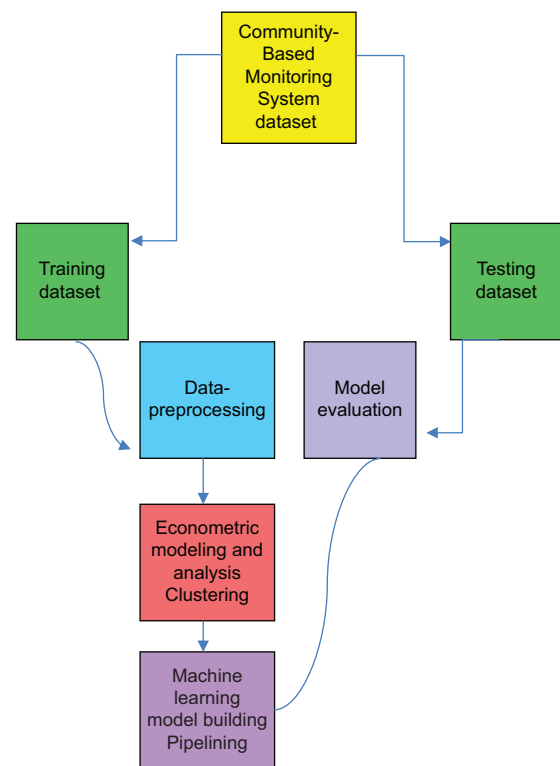 Community-
Based
Monitoring
System
dataset
Training
dataset
Testing
dataset
Data-
preprocessing
Model
evaluation
Econometric
modeling and
analysis
Clustering
Machine
learning
model building
Pipelining